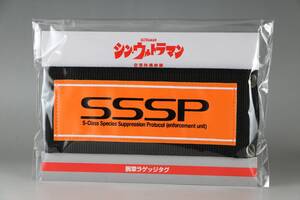 シン・ウルトラマン
SSSP
S-Class Species Suppression Protocol (enforcement unit)
腕章ラゲッジタグ